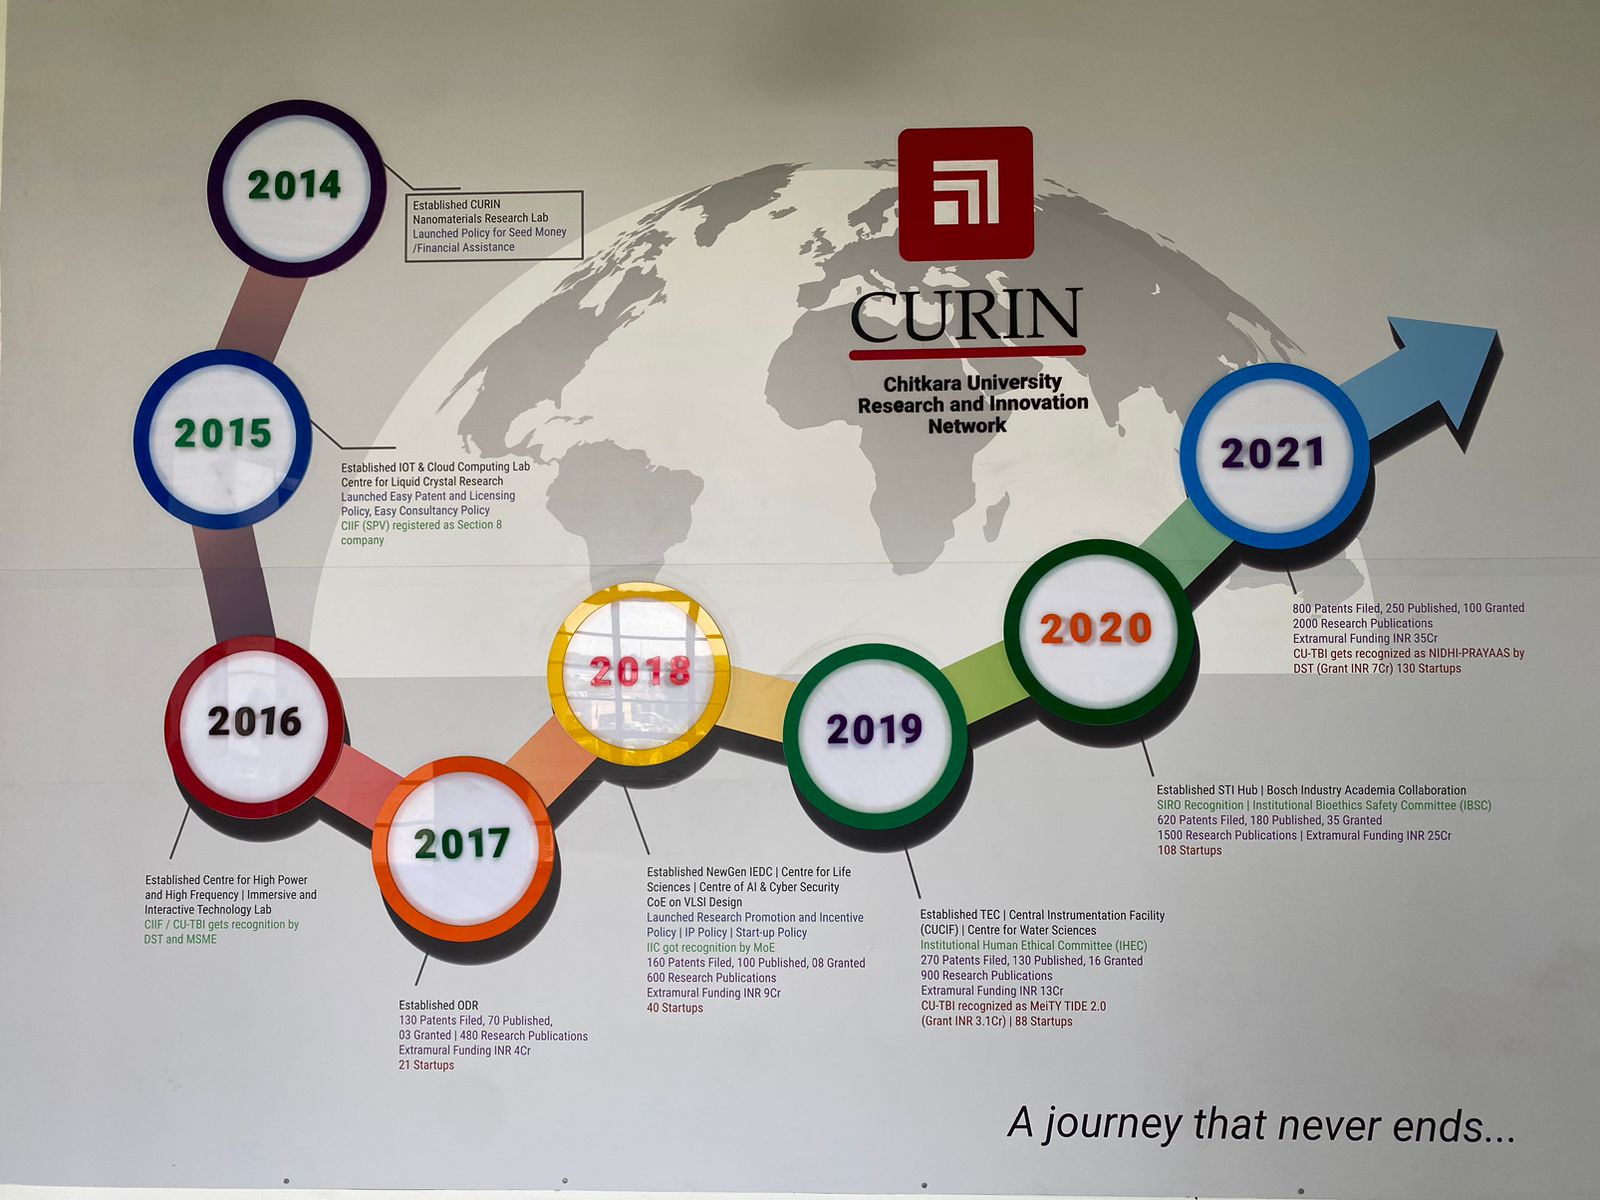 2014
Established CURIN
Nanomaterials Research Lab
Launched Policy for Seed Money
/Financial Assistance
CURIN
Chitkara University
Research and Innovation
Network
2015
Established IOT & Cloud Computing Lab
Centre for Liquid Crystal Research
Launched Easy Patent and Licensing
Policy, Easy Consultancy Policy
CIIF (SPV) registered as Section 8
company
2016
Established Centre for High Power
and High Frequency | Immersive and
Interactive Technology Lab
CIIF / CU-TBI gets recognition by
DST and MSME
2017
Established ODR
130 Patents Filed, 70 Published,
03 Granted | 480 Research Publications
Extramural Funding INR 4Cr
21 Startups
2018
Established NewGen IEDC | Centre for Life
Sciences | Centre of AI & Cyber Security
CoE on VLSI Design
Launched Research Promotion and Incentive
Policy | IP Policy | Start-up Policy
IIC got recognition by MoE
160 Patents Filed, 100 Published, 08 Granted
600 Research Publications
Extramural Funding INR 9Cr
40 Startups
2019
Established TEC | Central Instrumentation Facility
(CUCIF) | Centre for Water Sciences
Institutional Human Ethical Committee (IHEC)
270 Patents Filed, 130 Published, 16 Granted
900 Research Publications
Extramural Funding INR 13Cr
CU-TBI recognized as MeiTY TIDE 2.0
(Grant INR 3.1Cr) | 88 Startups
2020
Established STI Hub | Bosch Industry Academia Collaboration
SIRO Recognition | Institutional Bioethics Safety Committee (IBSC)
620 Patents Filed, 180 Published, 35 Granted
1500 Research Publications | Extramural Funding INR 25Cr
108 Startups
2021
800 Patents Filed, 250 Published, 100 Granted
2000 Research Publications
Extramural Funding INR 35Cr
CU-TBI gets recognized as NIDHI-PRAYAAS by
DST (Grant INR 7Cr) 130 Startups
A journey that never ends...